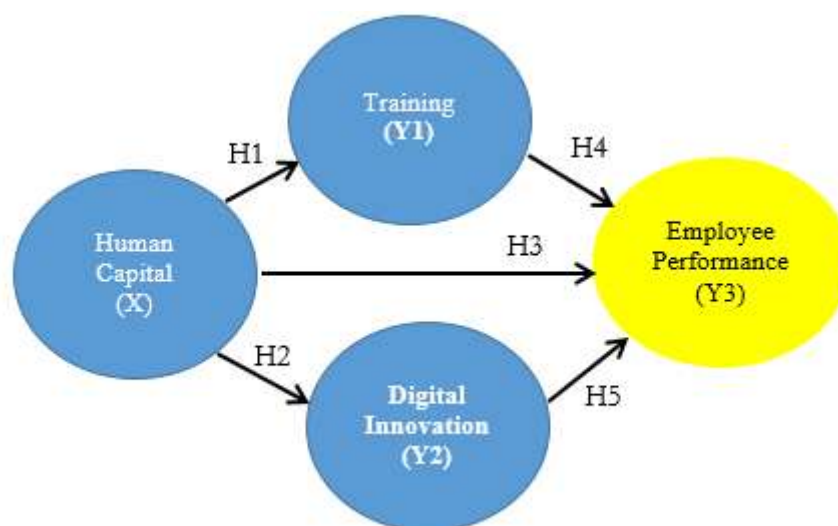 Training
(Y1)
H1
H4
Human
Capital
(X)
H3
Employee
Performance
(Y3)
H2
Digital
Innovation
(Y2)
H5